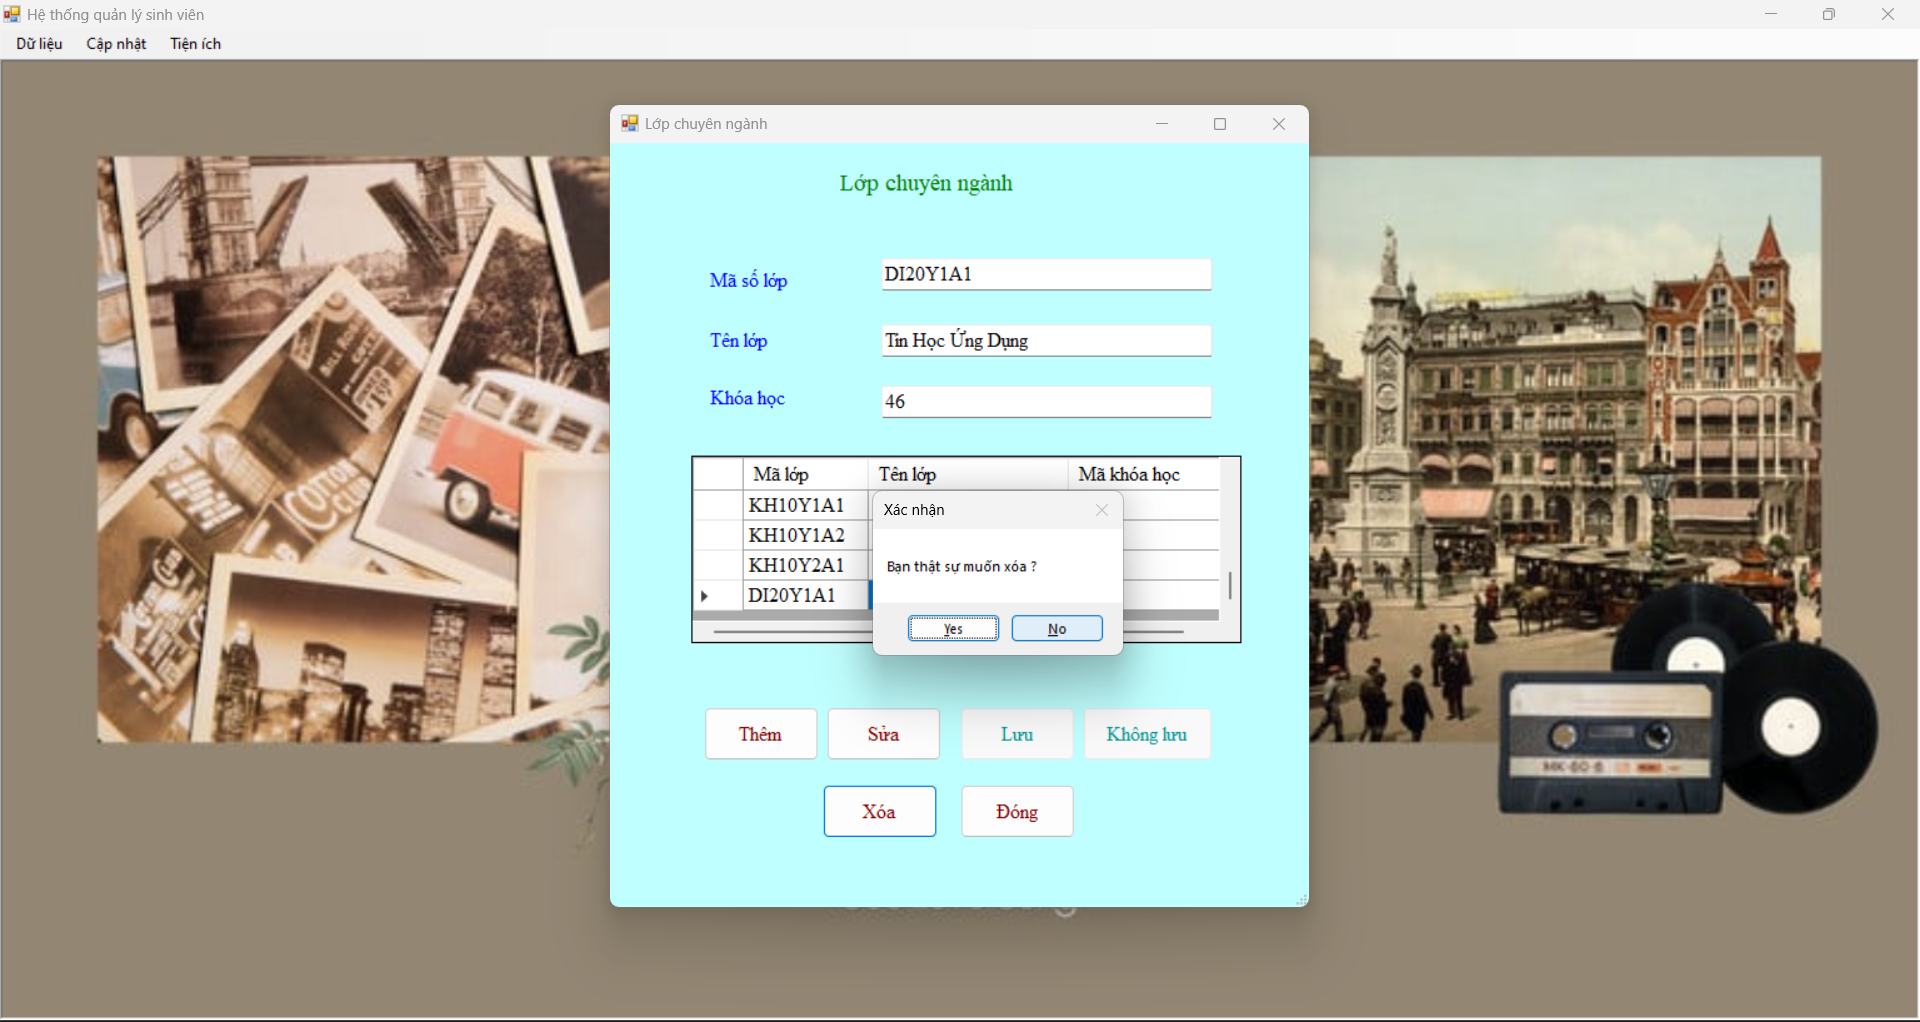 Hệ thống quản lý sinh viên
Dữ liệu Cập nhật Tiện ích
Lớp chuyên ngành
Lớp chuyên ngành
Mã số lớp DI20Y1A1
Tên lớp Tin Học Ứng Dụng
Khóa học 46
Mã lớp Tên lớp Mã khóa học
KH10Y1A1
KH10Y1A2
KH10Y2A1
DI20Y1A1
Xác nhận
Bạn thật sự muốn xóa ?
Yes No
Thêm Sửa Lưu Không lưu
Xóa Đóng
COTTON
CLUB